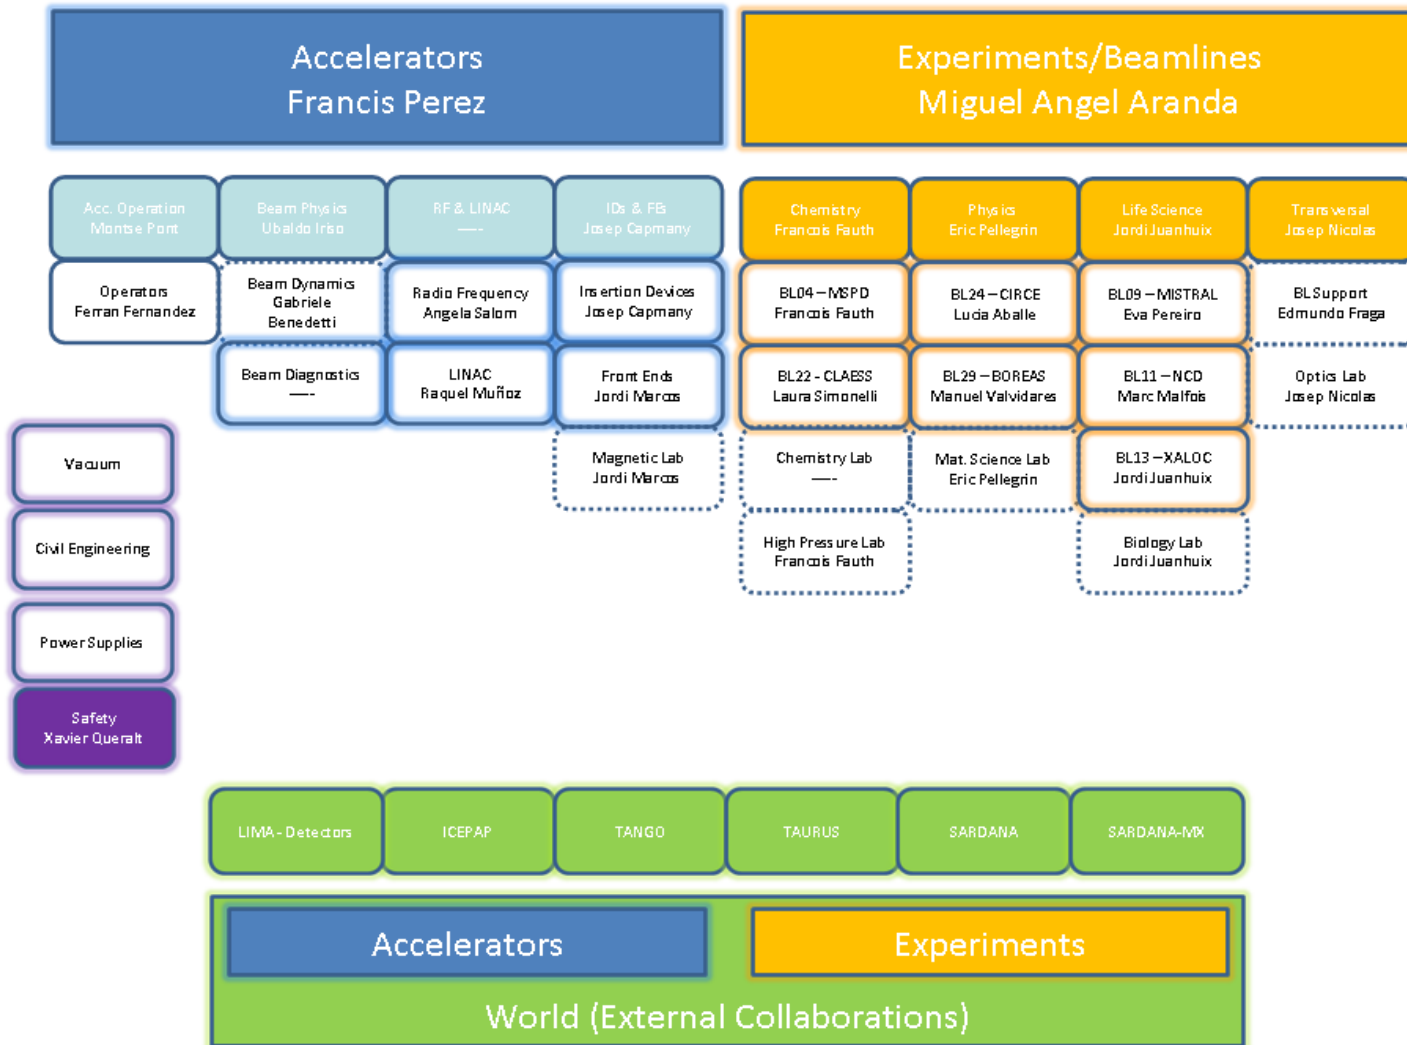 Accelerators
Francis Perez
Experiments/Beamlines
Miguel Angel Aranda
Acc. Operation
Montse Pont
Beam Physics
Ubaldo Iriso
RF & LINAC
-----
IDs & FEs
Josep Capmany
Chemistry
Francois Fauth
Physics
Eric Pellegrin
Life Science
Jordi Juanhuix
Transversal
Josep Nicolas
Operators
Ferran Fernandez
Beam Dynamics
Gabriele
Benedetti
Radio Frequency
Angela Salom
Insertion Devices
Josep Capmany
BL04 – MSPD
Francois Fauth
BL24 – CIRCE
Lucia Aballe
BL09 – MISTRAL
Eva Pereiro
BL Support
Edmundo Fraga
Beam Diagnostics
-----
LINAC
Raquel Muñoz
Front Ends
Jordi Marcos
BL22 - CLAESS
Laura Simonelli
BL29 – BOREAS
Manuel Valvidares
BL11 – NCD
Marc Malfois
Optics Lab
Josep Nicolas
Magnetic Lab
Jordi Marcos
Chemistry Lab
-----
Mat. Science Lab
Eric Pellegrin
BL13 – XALOC
Jordi Juanhuix
High Pressure Lab
Francois Fauth
Biology Lab
Jordi Juanhuix
Vacuum
Civil Engineering
Power Supplies
Safety
Xavier Queralt
LIMA - Detectors
ICEPAP
TANGO
TAURUS
SARDANA
SARDANA-MX
Accelerators
Experiments
World (External Collaborations)